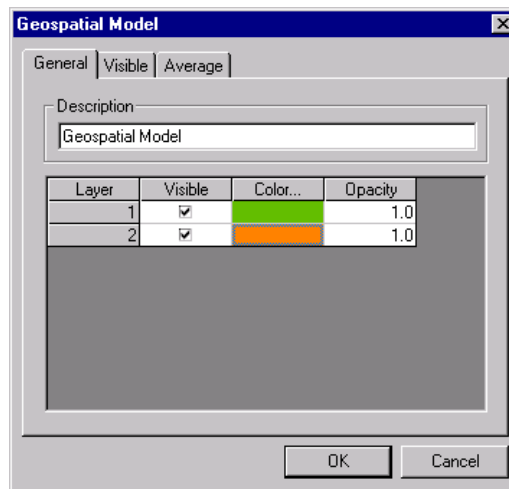 Geospatial Model
General Visible Average
Description
Geospatial Model
Layer Visible Color... Opacity
1 1.0
2 1.0
OK Cancel